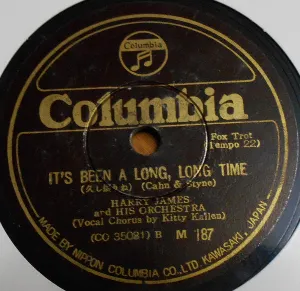 Columbia
Columbia
Fox Trot
Tempo 22)
IT'S BEEN A LONG, LONG TIME
(Cahn & Styne)
HARRY JAMES
and HIS ORCHESTRA
(Vocal Chorus by Kitty Kallen)
(CO 35081) B M 187
MADE BY NIPPON COLUMBIA CO., LTD. KAWASAKI, JAPAN